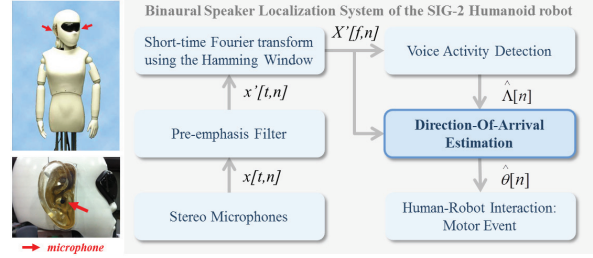 Binaural Speaker Localization System of the SIG-2 Humanoid robot
Short-time Fourier transform
using the Hamming Window
X'[f,n]
Voice Activity Detection
x'[t,n]
Λ̂[n]
Pre-emphasis Filter
Direction-Of-Arrival
Estimation
x[t,n]
θ̂[n]
Stereo Microphones
Human-Robot Interaction:
Motor Event
microphone